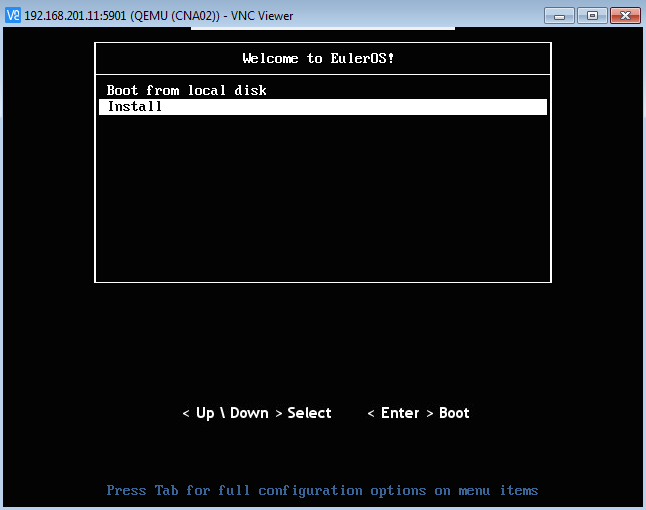 192.168.201.11:5901 (QEMU (CNA02)) - VNC Viewer
Welcome to EulerOS!
Boot from local disk
Install
< Up \ Down > Select < Enter > Boot
Press Tab for full configuration options on menu items